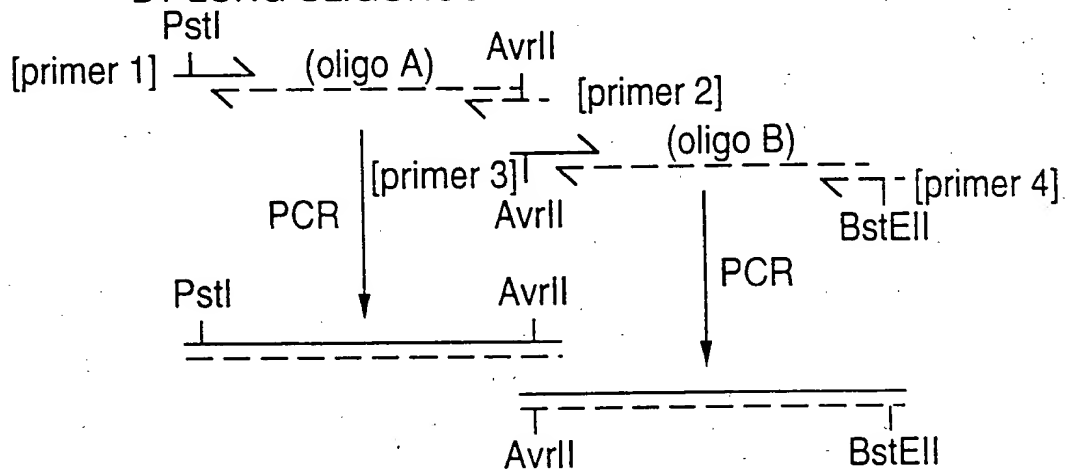 PstI
AvrII
[primer 1]
(oligo A)
[primer 2]
(oligo B)
[primer 3]
[primer 4]
PCR
AvrII
BstEII
PCR
PstI
AvrII
AvrII
BstEII